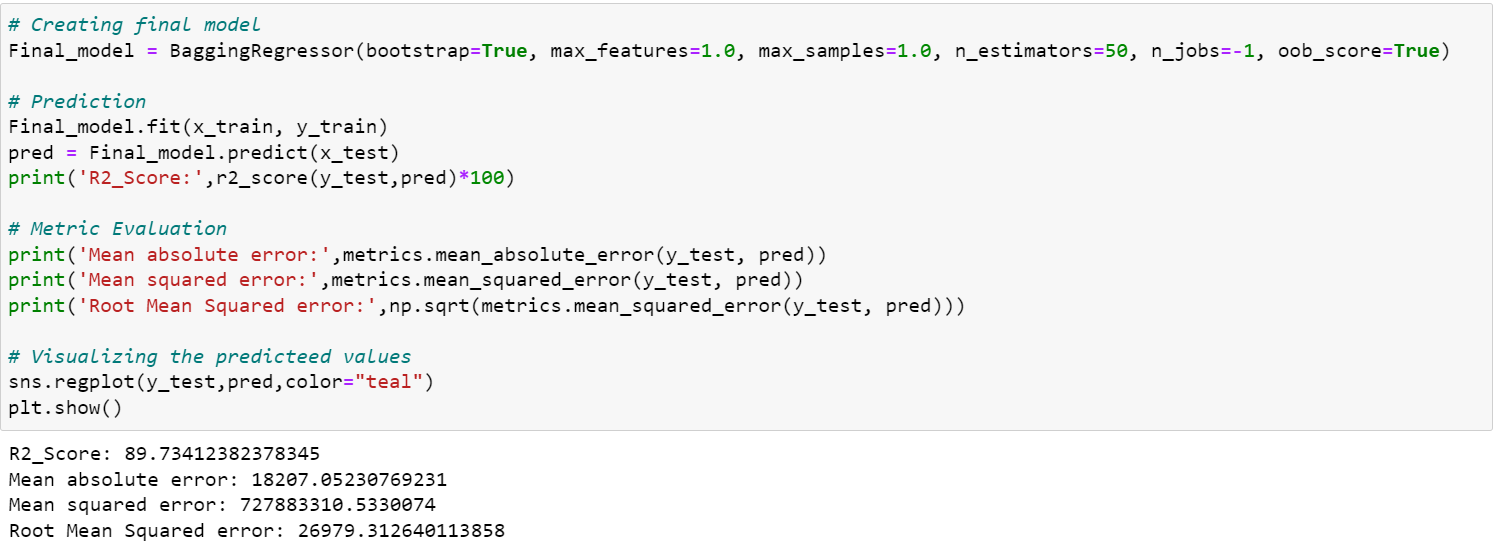 # Creating final model
Final_model = BaggingRegressor(bootstrap=True, max_features=1.0, max_samples=1.0, n_estimators=50, n_jobs=-1, oob_score=True)
# Prediction
Final_model.fit(x_train, y_train)
pred = Final_model.predict(x_test)
print('R2_Score:',r2_score(y_test,pred)*100)
# Metric Evaluation
print('Mean absolute error:',metrics.mean_absolute_error(y_test, pred))
print('Mean squared error:',metrics.mean_squared_error(y_test, pred))
print('Root Mean Squared error:',np.sqrt(metrics.mean_squared_error(y_test, pred)))
# Visualizing the predicteed values
sns.regplot(y_test,pred,color="teal")
plt.show()
R2_Score: 89.73412382378345
Mean absolute error: 18207.05230769231
Mean squared error: 727883310.5330074
Root Mean Squared error: 26979.312640113858